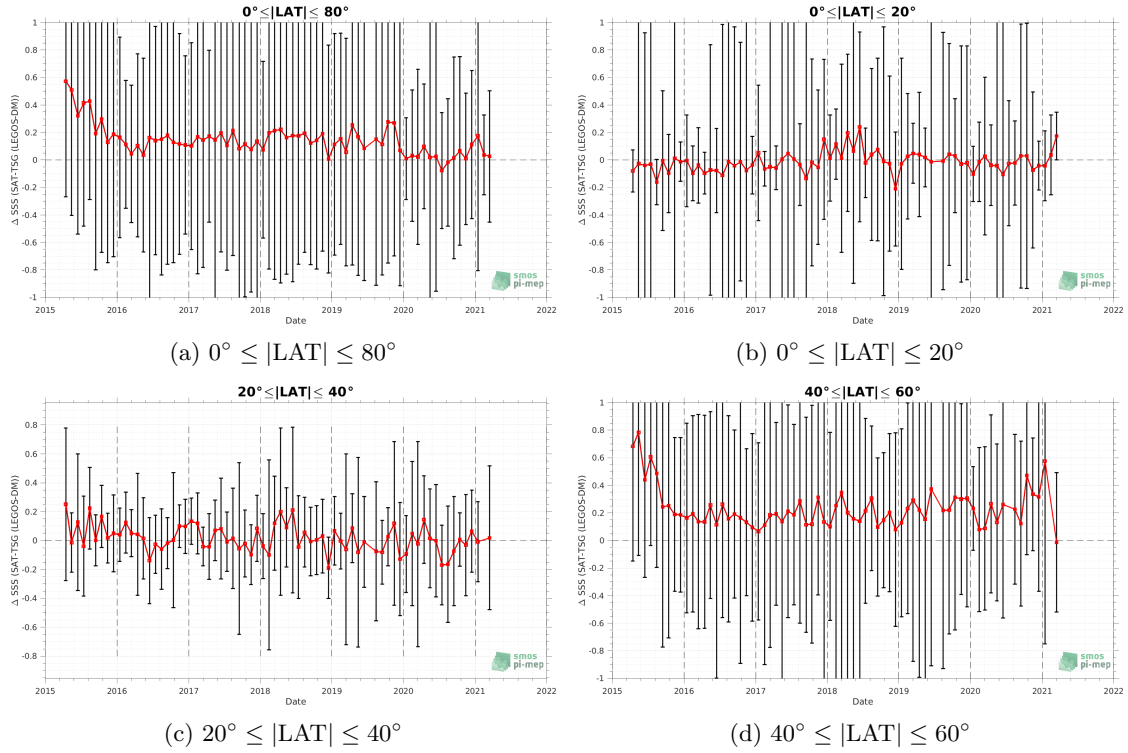 0°≤|LAT|≤ 80°
Δ SSS (SAT-TSG (LEGOS-DM))
1
0.8
0.6
0.4
0.2
0
-0.2
-0.4
-0.6
-0.8
-1
2015 2016 2017 2018 2019 2020 2021 2022
Date
smos
pi-mep
(a) 0° ≤ |LAT| ≤ 80°
0°≤|LAT|≤ 20°
Δ SSS (SAT-TSG (LEGOS-DM))
1
0.8
0.6
0.4
0.2
0
-0.2
-0.4
-0.6
-0.8
-1
2015 2016 2017 2018 2019 2020 2021 2022
Date
smos
pi-mep
(b) 0° ≤ |LAT| ≤ 20°
20°≤|LAT|≤ 40°
Δ SSS (SAT-TSG (LEGOS-DM))
0.8
0.6
0.4
0.2
0
-0.2
-0.4
-0.6
-0.8
2015 2016 2017 2018 2019 2020 2021 2022
Date
smos
pi-mep
(c) 20° ≤ |LAT| ≤ 40°
40°≤|LAT|≤ 60°
Δ SSS (SAT-TSG (LEGOS-DM))
1
0.8
0.6
0.4
0.2
0
-0.2
-0.4
-0.6
-0.8
-1
2015 2016 2017 2018 2019 2020 2021 2022
Date
smos
pi-mep
(d) 40° ≤ |LAT| ≤ 60°